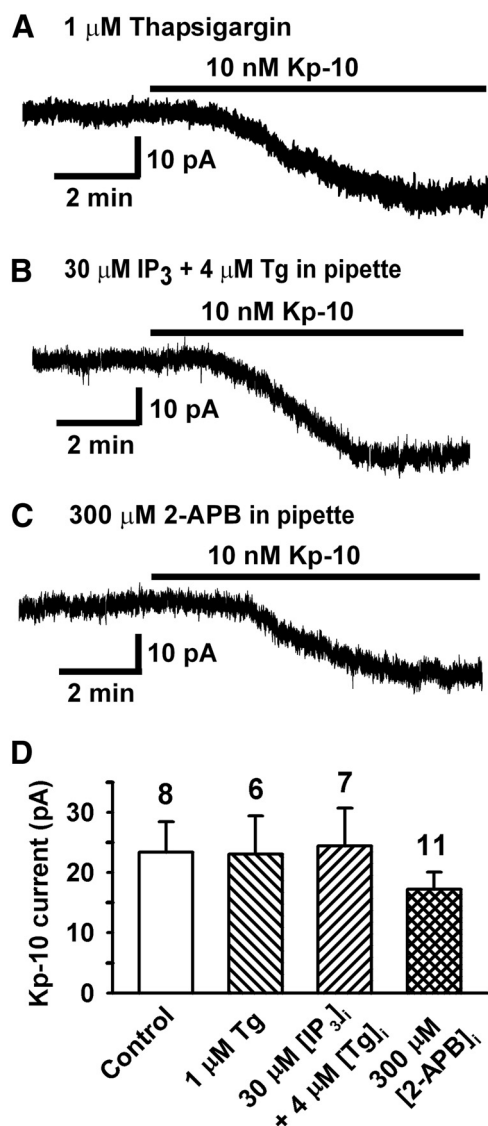 A 1 μM Thapsigargin
10 nM Kp-10
10 pA
2 min
B 30 μM IP3 + 4 μM Tg in pipette
10 nM Kp-10
10 pA
2 min
C 300 μM 2-APB in pipette
10 nM Kp-10
10 pA
2 min
D
Kp-10 current (pA)
30
20
10
0
8
6
7
11
Control
1 μM Tg
30 μM [IP3]i
+ 4 μM [Tg]i
300 μM
[2-APB]i